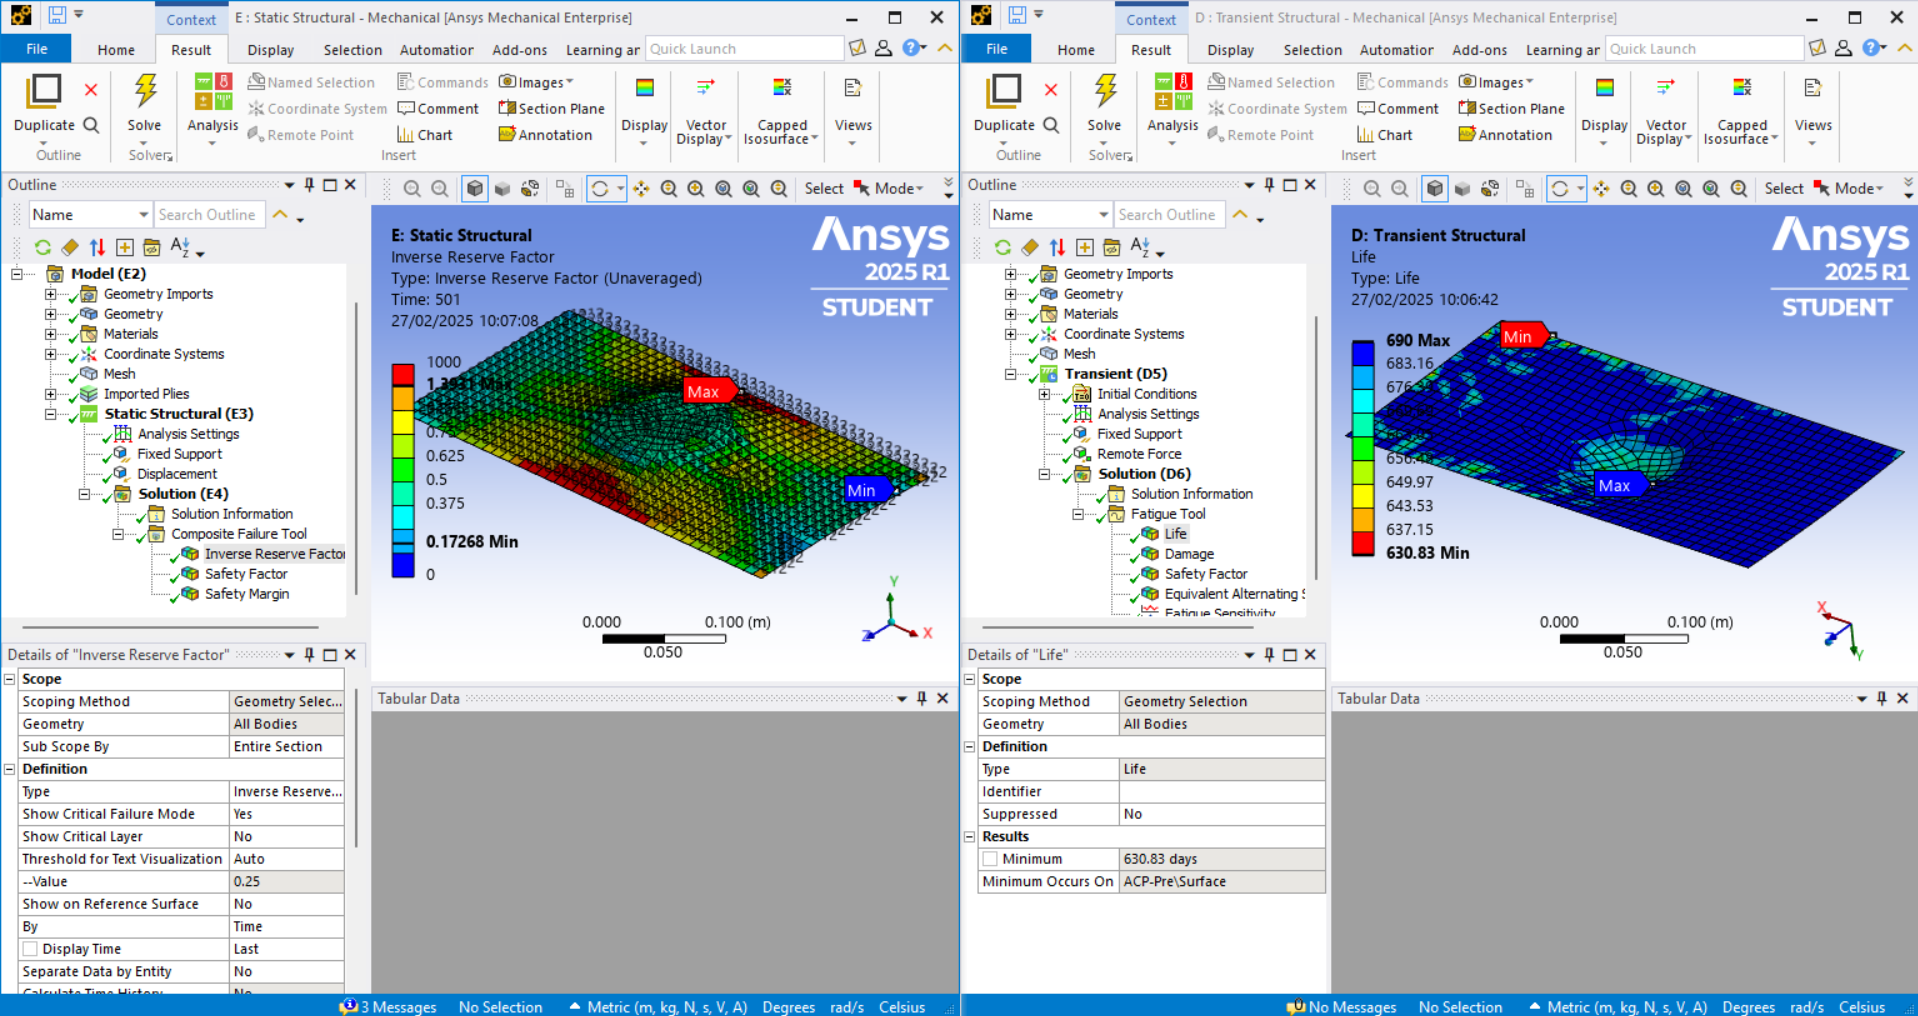 Context
E : Static Structural - Mechanical [Ansys Mechanical Enterprise]
File Home Result Display Selection Automatior Add-ons Learning ar Quick Launch
Duplicate
Outline
Solve
Solver
Analysis
Named Selection Commands Images
Coordinate System Comment Section Plane
Remote Point Chart Annotation
Insert
Display
Vector Display
Capped Isosurface
Views
Outline
Name Search Outline
Select Mode
Model (E2)
Geometry Imports
Geometry
Materials
Coordinate Systems
Mesh
Imported Plies
Static Structural (E3)
Analysis Settings
Fixed Support
Displacement
Solution (E4)
Solution Information
Composite Failure Tool
Inverse Reserve Factor
Safety Factor
Safety Margin
E: Static Structural
Inverse Reserve Factor
Type: Inverse Reserve Factor (Unaveraged)
Time: 501
27/02/2025 10:07:08
Ansys
2025 R1
STUDENT
1000
0.625
0.5
0.375
0.17268 Min
0
Max
Min
0.000 0.100 (m)
0.050
Y
X
Z
Details of "Inverse Reserve Factor"
Scope
Scoping Method Geometry Selec...
Geometry All Bodies
Sub Scope By Entire Section
Definition
Type Inverse Reserve...
Show Critical Failure Mode Yes
Show Critical Layer No
Threshold for Text Visualization Auto
--Value 0.25
Show on Reference Surface No
By Time
Display Time Last
Separate Data by Entity No
Calculate Time History No
Tabular Data
3 Messages No Selection Metric (m, kg, N, s, V, A) Degrees rad/s Celsius
Context
D : Transient Structural - Mechanical [Ansys Mechanical Enterprise]
File Home Result Display Selection Automatior Add-ons Learning ar Quick Launch
Duplicate
Outline
Solve
Solver
Analysis
Named Selection Commands Images
Coordinate System Comment Section Plane
Remote Point Chart Annotation
Insert
Display
Vector Display
Capped Isosurface
Views
Outline
Name Search Outline
Select Mode
Geometry Imports
Geometry
Materials
Coordinate Systems
Mesh
Transient (D5)
Initial Conditions
Analysis Settings
Fixed Support
Remote Force
Solution (D6)
Solution Information
Fatigue Tool
Life
Damage
Safety Factor
Equivalent Alternating S
Fatigue Sensitivity
D: Transient Structural
Life
Type: Life
27/02/2025 10:06:42
Ansys
2025 R1
STUDENT
690 Max
683.16
649.97
643.53
637.15
630.83 Min
Min
Max
0.000 0.100 (m)
0.050
X
Z
Y
Details of "Life"
Scope
Scoping Method Geometry Selection
Geometry All Bodies
Definition
Type Life
Identifier
Suppressed No
Results
Minimum 630.83 days
Minimum Occurs On ACP-Pre\Surface
Tabular Data
No Messages No Selection Metric (m, kg, N, s, V, A) Degrees rad/s Celsius